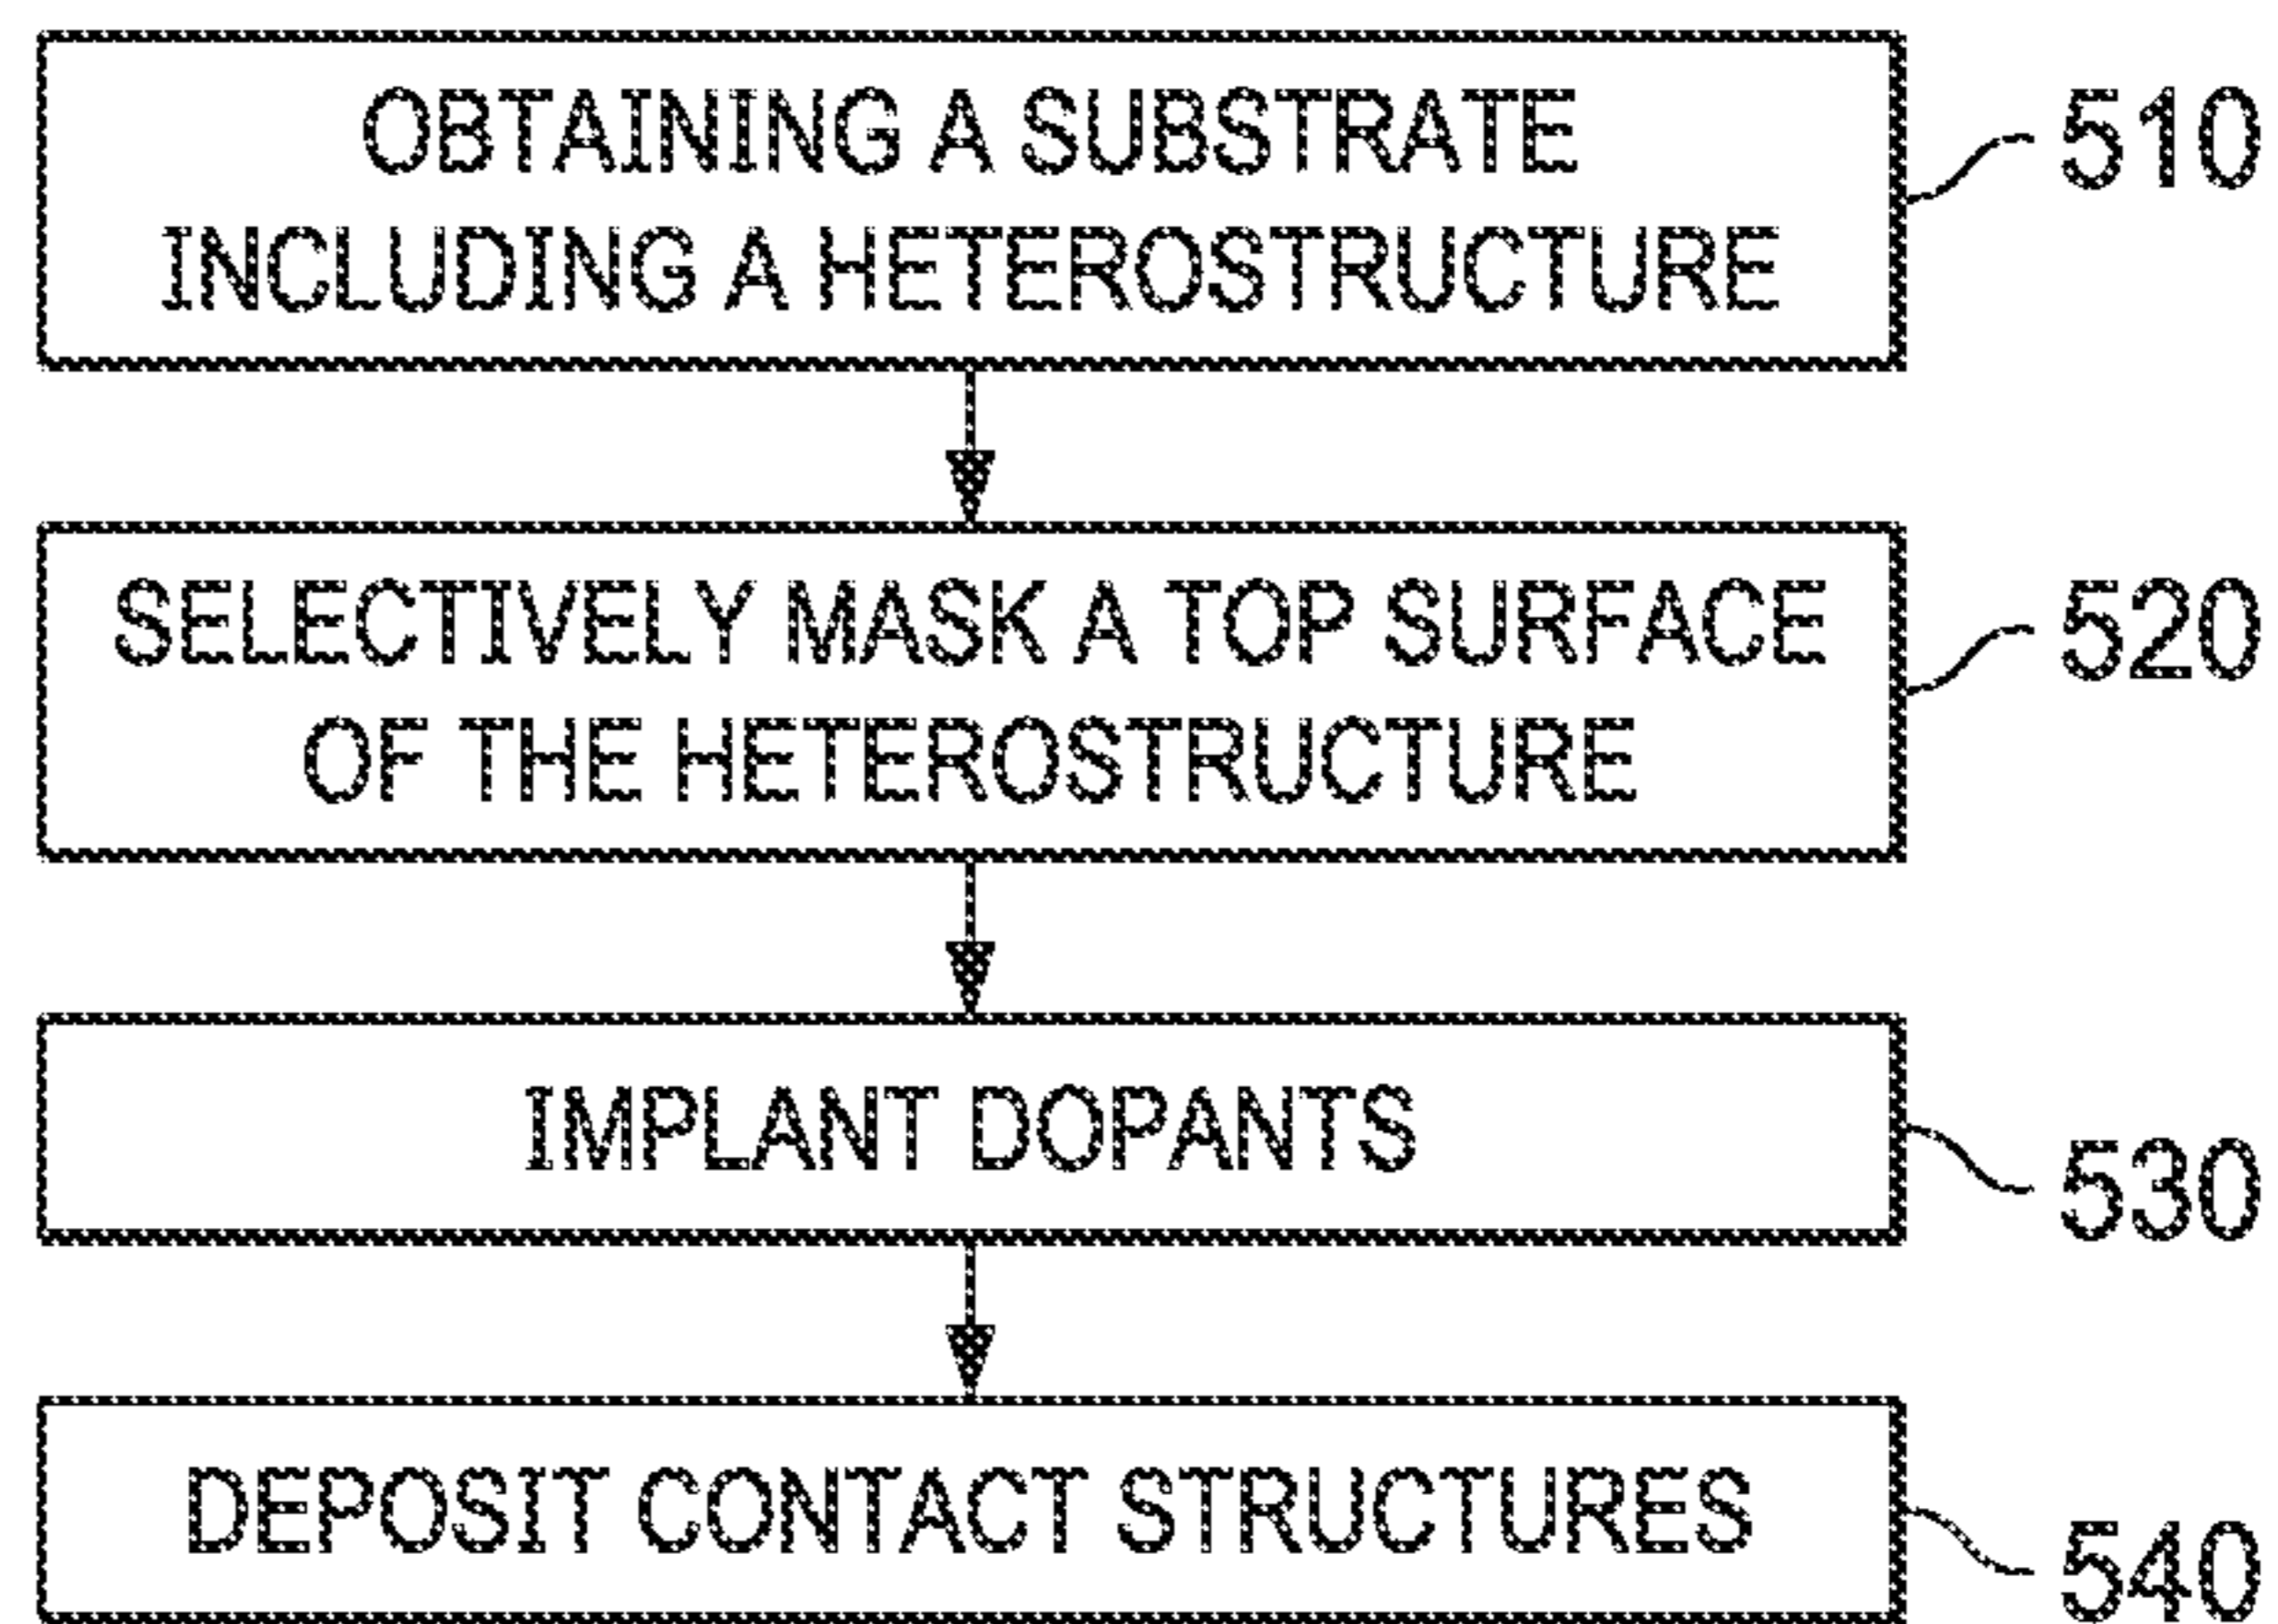 OBTAINING A SUBSTRATE
INCLUDING A HETEROSTRUCTURE
510
SELECTIVELY MASK A TOP SURFACE
OF THE HETEROSTRUCTURE
520
IMPLANT DOPANTS
530
DEPOSIT CONTACT STRUCTURES
540